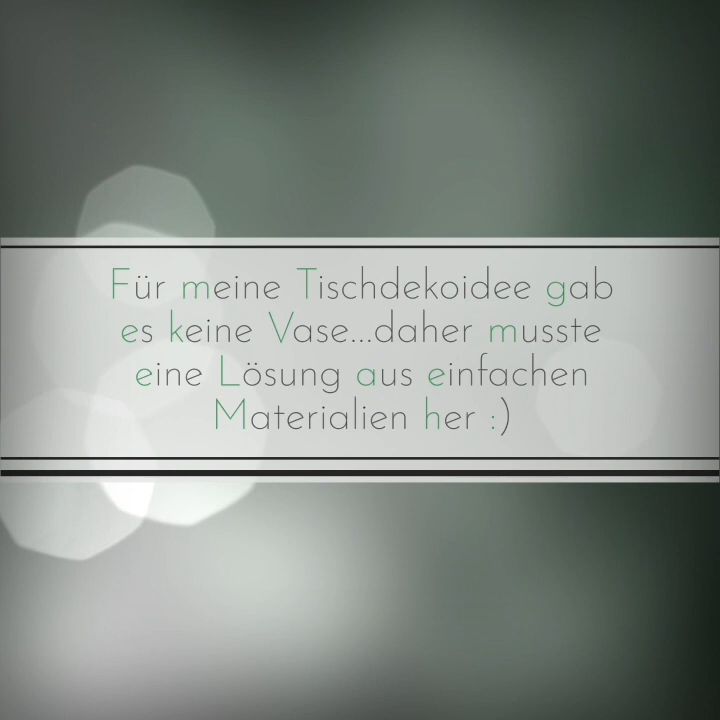 Für meine Tischdekoidee gab
es keine Vase...daher musste
eine Lösung aus einfachen
Materialien her :)